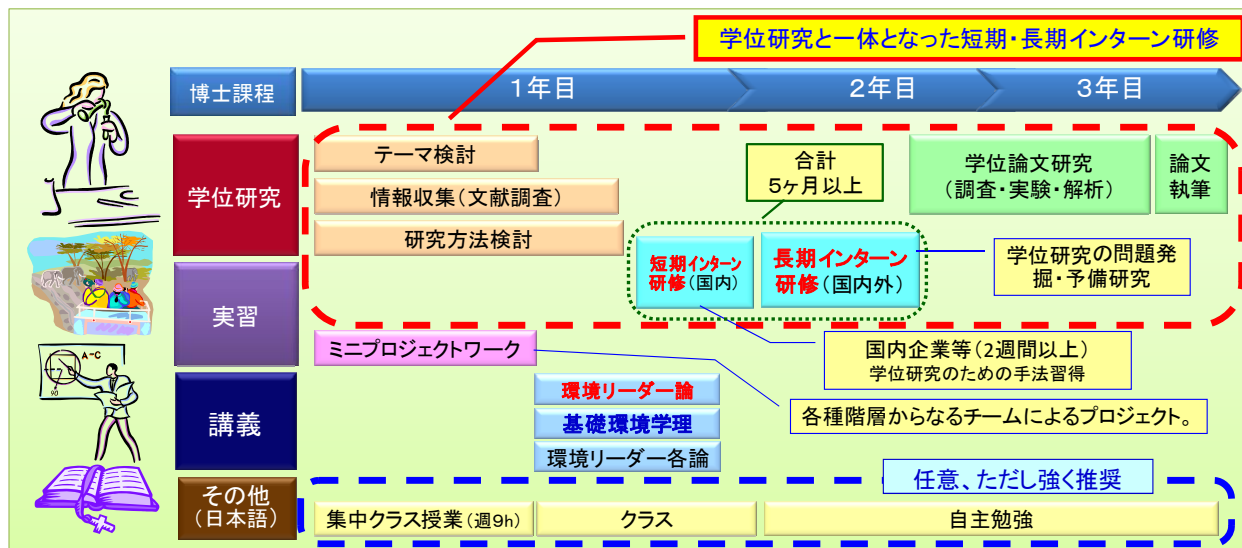 学位研究と一体となった短期・長期インターン研修
博士課程
1年目
2年目
3年目
学位研究
テーマ検討
情報収集(文献調査)
研究方法検討
合計
5ヶ月以上
学位論文研究
(調査・実験・解析)
論文
執筆
短期インターン
研修(国内)
長期インターン
研修(国内外)
学位研究の問題発
掘・予備研究
実習
ミニプロジェクトワーク
国内企業等(2週間以上)
学位研究のための手法習得
講義
環境リーダー論
基礎環境学理
環境リーダー各論
各種階層からなるチームによるプロジェクト。
任意、ただし強く推奨
その他
(日本語)
集中クラス授業(週9h)
クラス
自主勉強
A-C
90